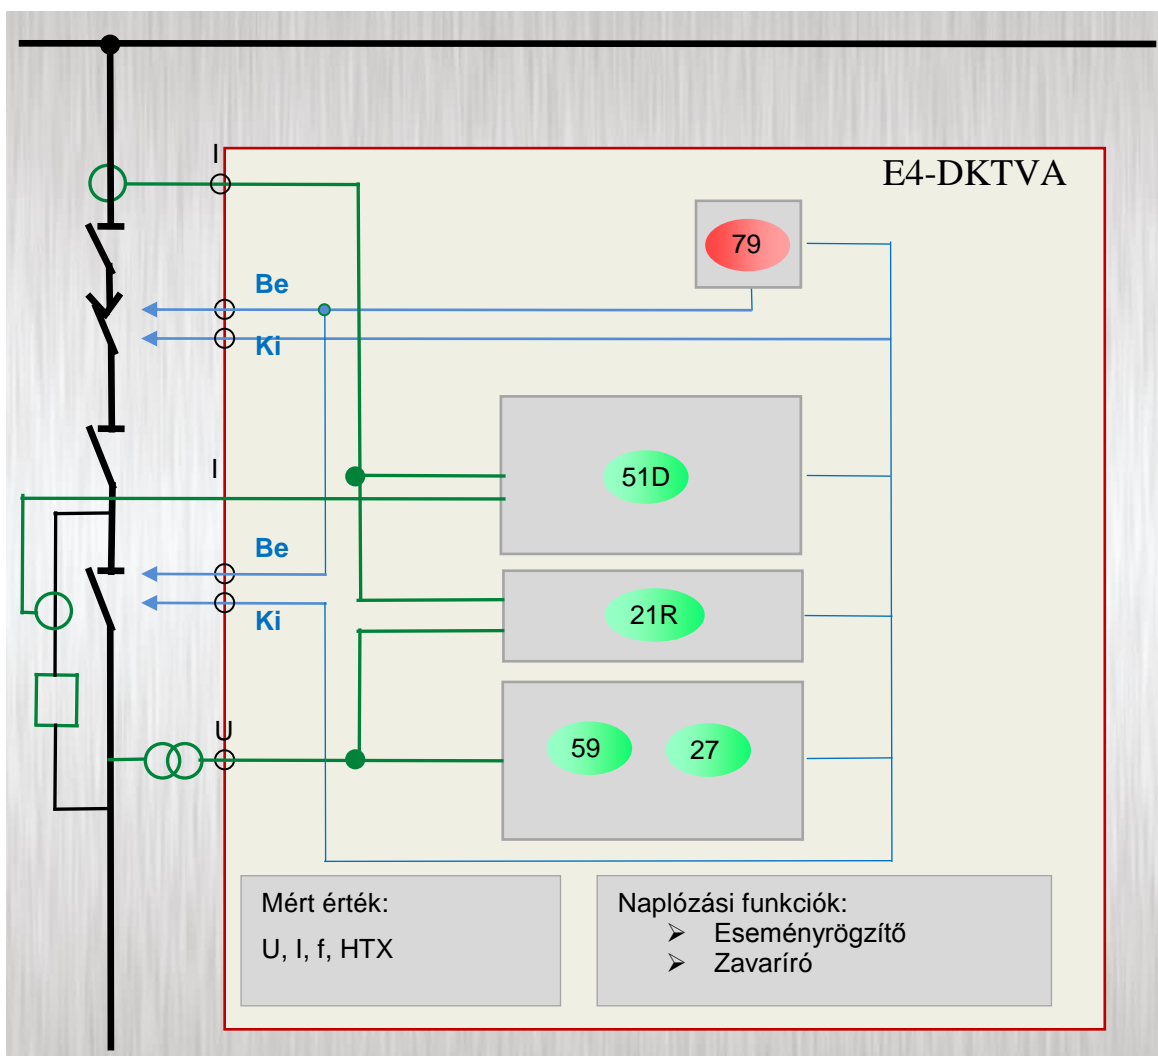 I
E4-DKTVA
79
Be
Ki
I
51D
Be
Ki
21R
U
59
27
Mért érték:
U, I, f, HTX
Naplózási funkciók:
➢ Eseményrögzítő
➢ Zavaríró